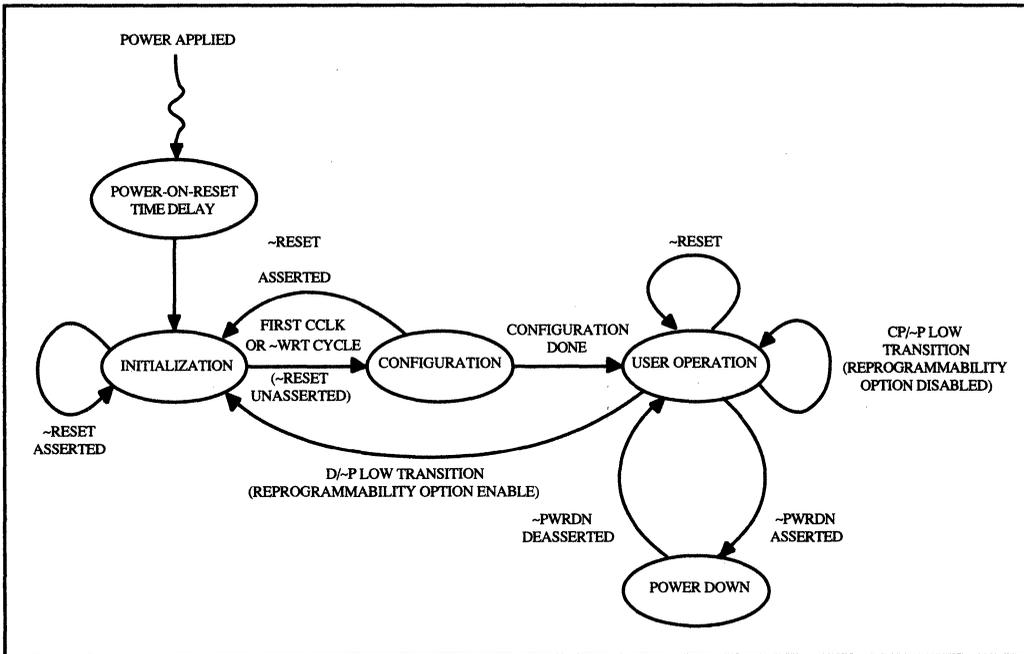 POWER APPLIED
POWER-ON-RESET
TIME DELAY
~RESET
ASSERTED
~RESET
FIRST CCLK
OR ~WRT CYCLE
CONFIGURATION
DONE
CP/~P LOW
TRANSITION
(REPROGRAMMABILITY
OPTION DISABLED)
INITIALIZATION
CONFIGURATION
USER OPERATION
(~RESET
UNASSERTED)
~RESET
ASSERTED
D/~P LOW TRANSITION
(REPROGRAMMABILITY OPTION ENABLE)
~PWRDN
DEASSERTED
~PWRDN
ASSERTED
POWER DOWN